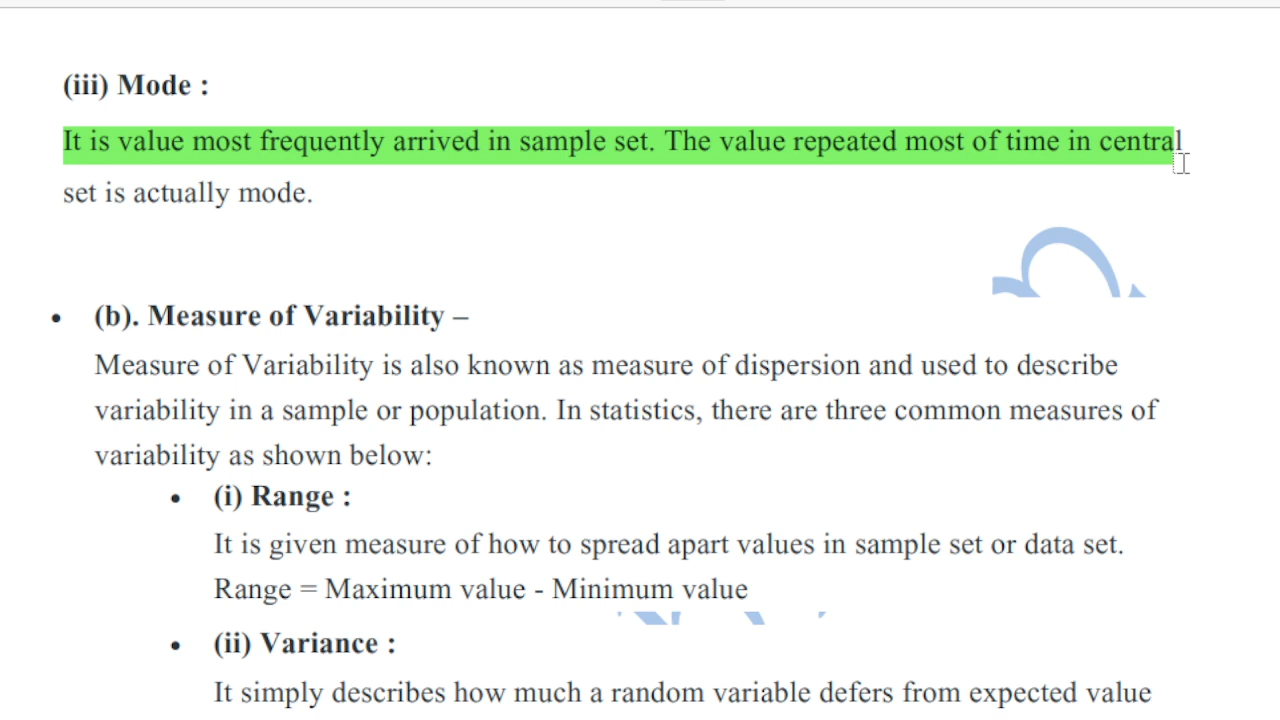 (iii) Mode :
It is value most frequently arrived in sample set. The value repeated most of time in central
set is actually mode.
• (b). Measure of Variability –
Measure of Variability is also known as measure of dispersion and used to describe
variability in a sample or population. In statistics, there are three common measures of
variability as shown below:
• (i) Range :
It is given measure of how to spread apart values in sample set or data set.
Range = Maximum value - Minimum value
• (ii) Variance :
It simply describes how much a random variable defers from expected value